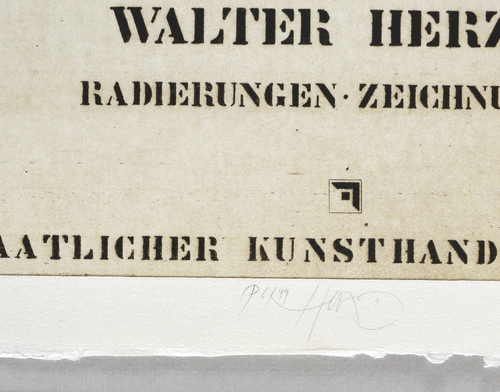 WALTER HERZ
RADIERUNGEN · ZEICHNU
AATLICHER KUNSTHAND